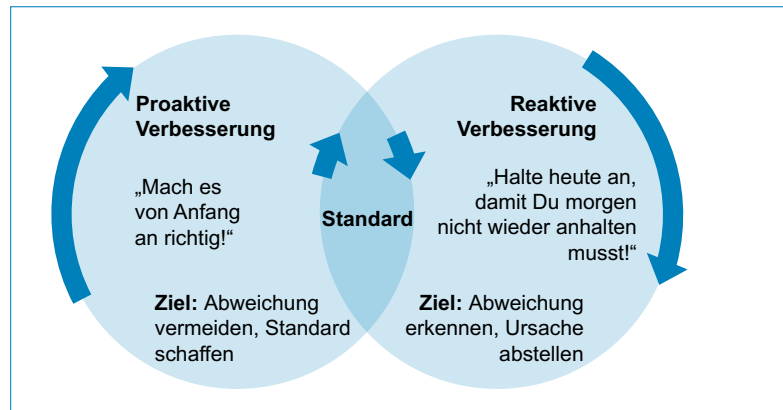 Proaktive
Verbesserung
„Mach es
von Anfang
an richtig!“
Ziel: Abweichung
vermeiden, Standard
schaffen
Standard
Reaktive
Verbesserung
„Halte heute an,
damit Du morgen
nicht wieder anhalten
musst!“
Ziel: Abweichung
erkennen, Ursache
abstellen